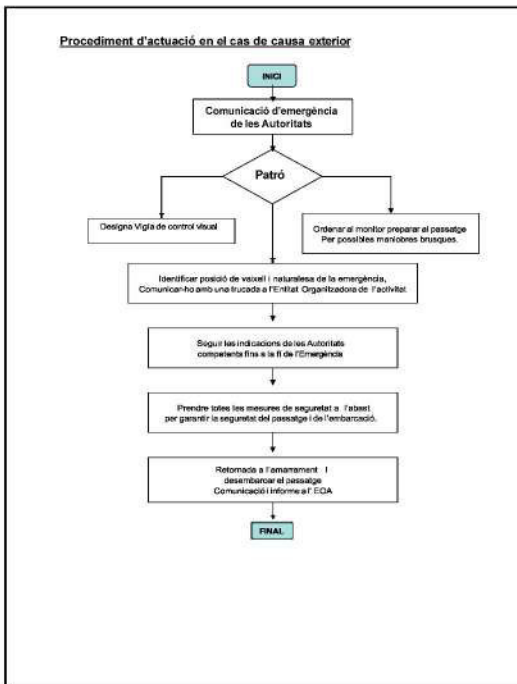 Procediment d'actuació en el cas de causa exterior
INICI
Comunicació d'emergència
de les Autoritats
Patró
Designa Vigía de control visual
Ordenar al monitor preparar al passatge
Per possibles maniobres brusques.
Identificar posició de vaixell i naturalesa de la emergència,
Comunicar-ho amb una trucada a l'Entitat Organitzadora de l'activitat
Seguir les indicacions de les Autoritats
competents fins a la fi de l'Emergència
Prendre totes les mesures de seguretat a l'abast
per garantir la seguretat del passatge i de l'embarcació.
Retornada a l'amarrament I
desembarcar el passatge
Comunicació i informe a l' EOA
FINAL